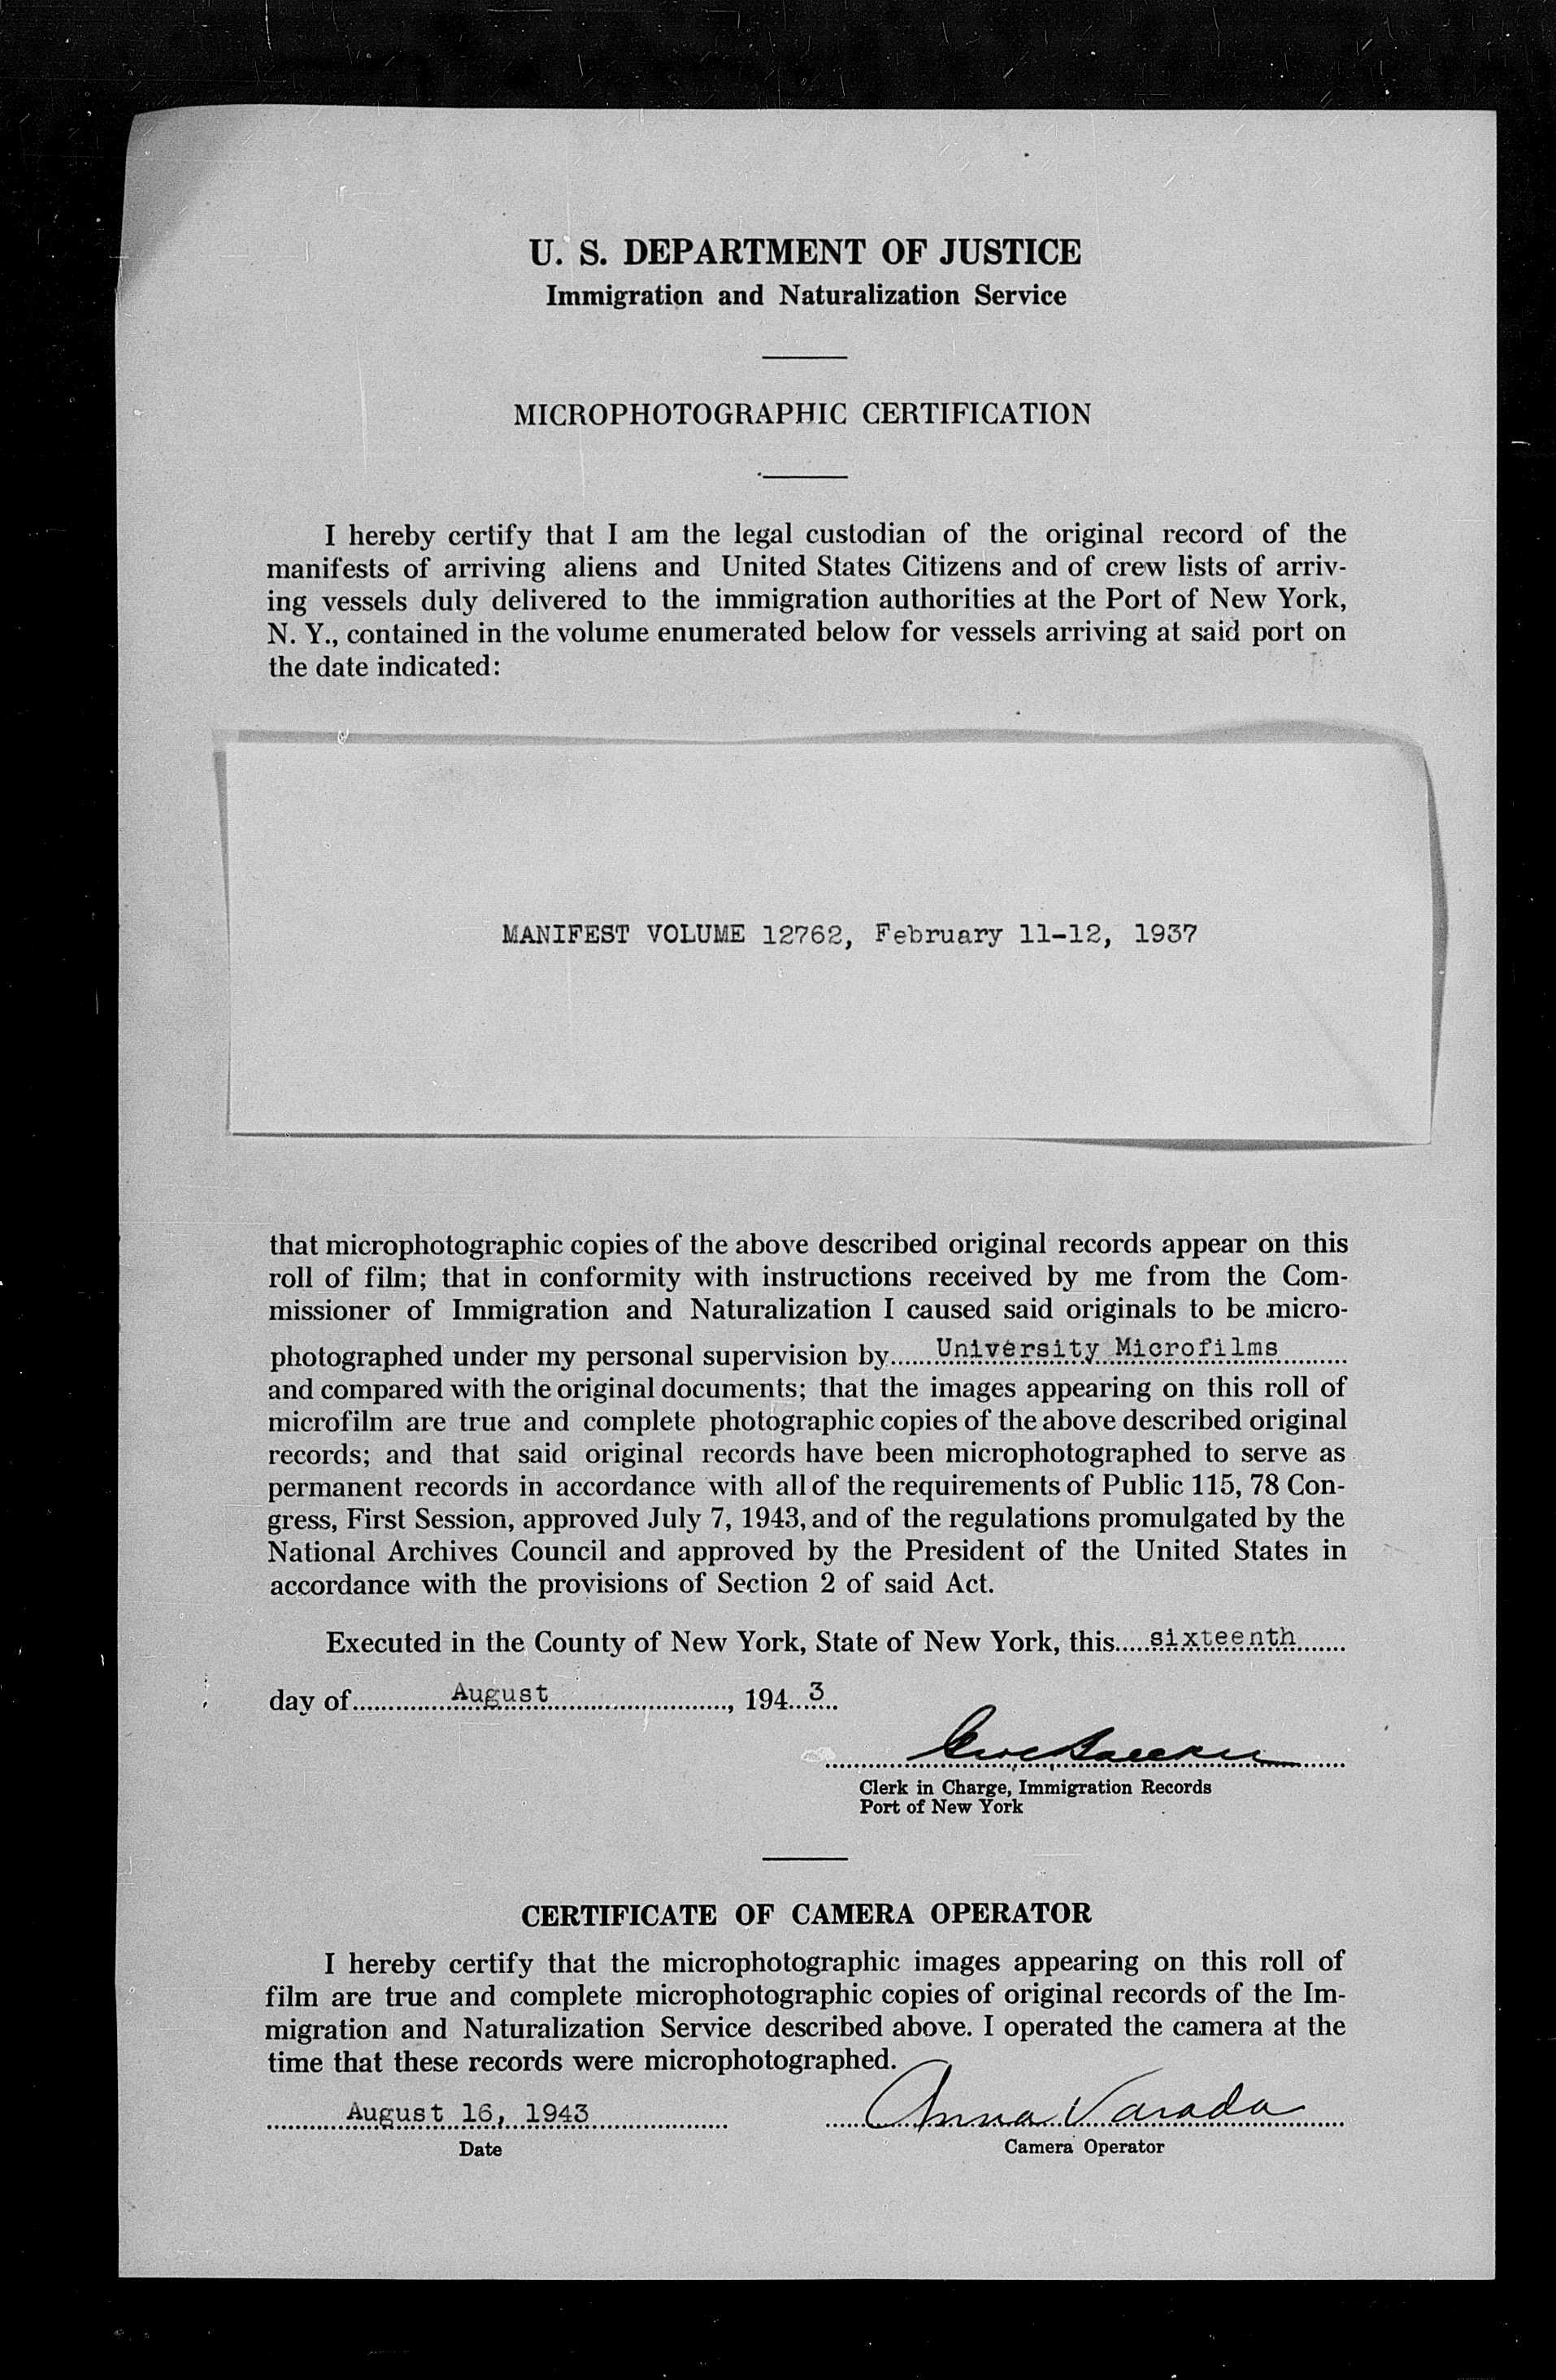 U. S. DEPARTMENT OF JUSTICE
Immigration and Naturalization Service
MICROPHOTOGRAPHIC CERTIFICATION
I hereby certify that I am the legal custodian of the original record of the
manifests of arriving aliens and United States Citizens and of crew lists of arriv-
ing vessels duly delivered to the immigration authorities at the Port of New York,
N. Y., contained in the volume enumerated below for vessels arriving at said port on
the date indicated:
MANIFEST VOLUME 12762, February 11-12, 1937
that microphotographic copies of the above described original records appear on this
roll of film; that in conformity with instructions received by me from the Com-
missioner of Immigration and Naturalization I caused said originals to be micro-
photographed under my personal supervision by......University Microfilms..........
and compared with the original documents; that the images appearing on this roll of
microfilm are true and complete photographic copies of the above described original
records; and that said original records have been microphotographed to serve as
permanent records in accordance with all of the requirements of Public 115, 78 Con-
gress, First Session, approved July 7, 1943, and of the regulations promulgated by the
National Archives Council and approved by the President of the United States in
accordance with the provisions of Section 2 of said Act.
Executed in the County of New York, State of New York, this.....sixteenth.......
day of..............August.........................., 194..3..
Clerk in Charge, Immigration Records
Port of New York
CERTIFICATE OF CAMERA OPERATOR
I hereby certify that the microphotographic images appearing on this roll of
film are true and complete microphotographic copies of original records of the Im-
migration and Naturalization Service described above. I operated the camera at the
time that these records were microphotographed.
August 16, 1943 Anna Varada
Date Camera Operator